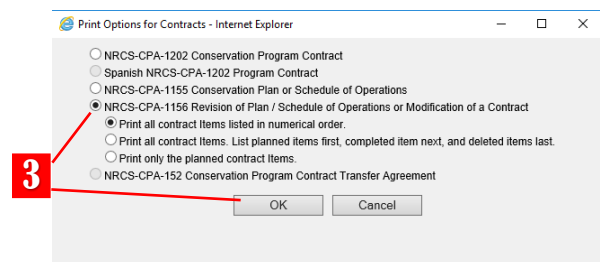 Print Options for Contracts - Internet Explorer
NRCS-CPA-1202 Conservation Program Contract
Spanish NRCS-CPA-1202 Program Contract
NRCS-CPA-1155 Conservation Plan or Schedule of Operations
NRCS-CPA-1156 Revision of Plan / Schedule of Operations or Modification of a Contract
Print all contract Items listed in numerical order.
Print all contract Items. List planned items first, completed item next, and deleted items last.
Print only the planned contract Items.
3
NRCS-CPA-152 Conservation Program Contract Transfer Agreement
OK Cancel